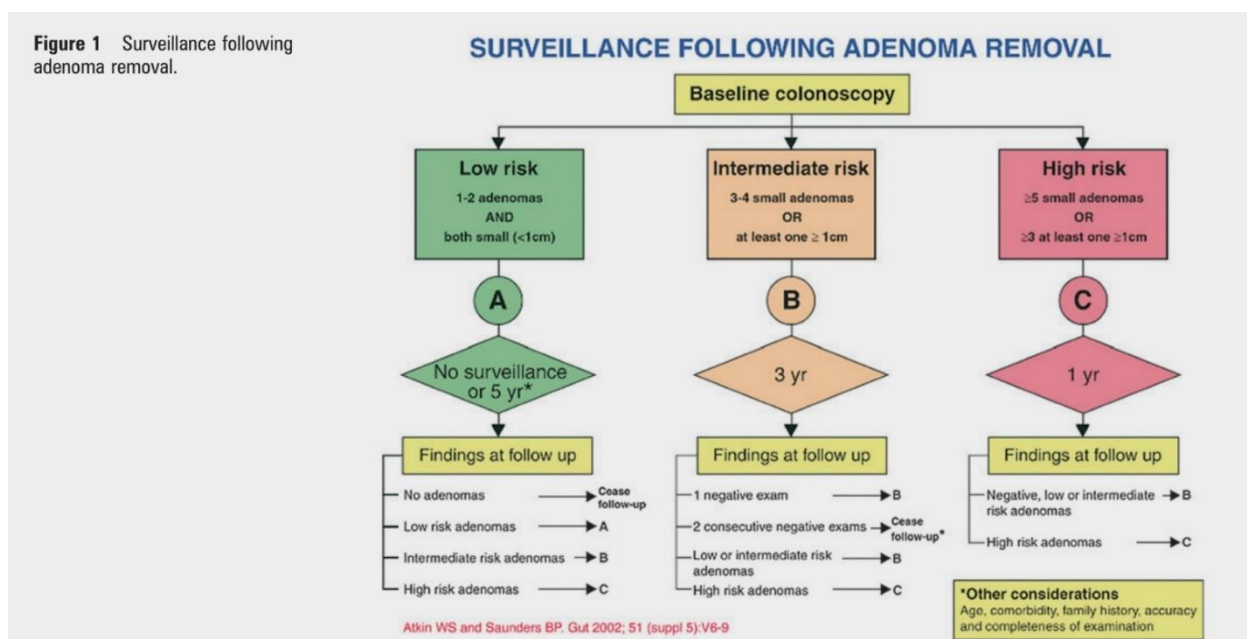 Figure 1 Surveillance following
adenoma removal.
SURVEILLANCE FOLLOWING ADENOMA REMOVAL
Baseline colonoscopy
Low risk
1-2 adenomas
AND
both small (<1cm)
A
No surveillance
or 5 yr*
Findings at follow up
No adenomas
Cease
follow-up
Low risk adenomas
A
Intermediate risk adenomas
B
High risk adenomas
C
Intermediate risk
3-4 small adenomas
OR
at least one ≥ 1cm
B
3 yr
Findings at follow up
1 negative exam
B
2 consecutive negative exams
Cease
follow-up*
Low or intermediate risk
adenomas
B
High risk adenomas
C
High risk
≥5 small adenomas
OR
≥3 at least one ≥1cm
C
1 yr
Findings at follow up
Negative, low or intermediate
risk adenomas
B
High risk adenomas
C
*Other considerations
Age, comorbidity, family history, accuracy
and completeness of examination
Atkin WS and Saunders BP. Gut 2002; 51 (suppl 5):V6-9